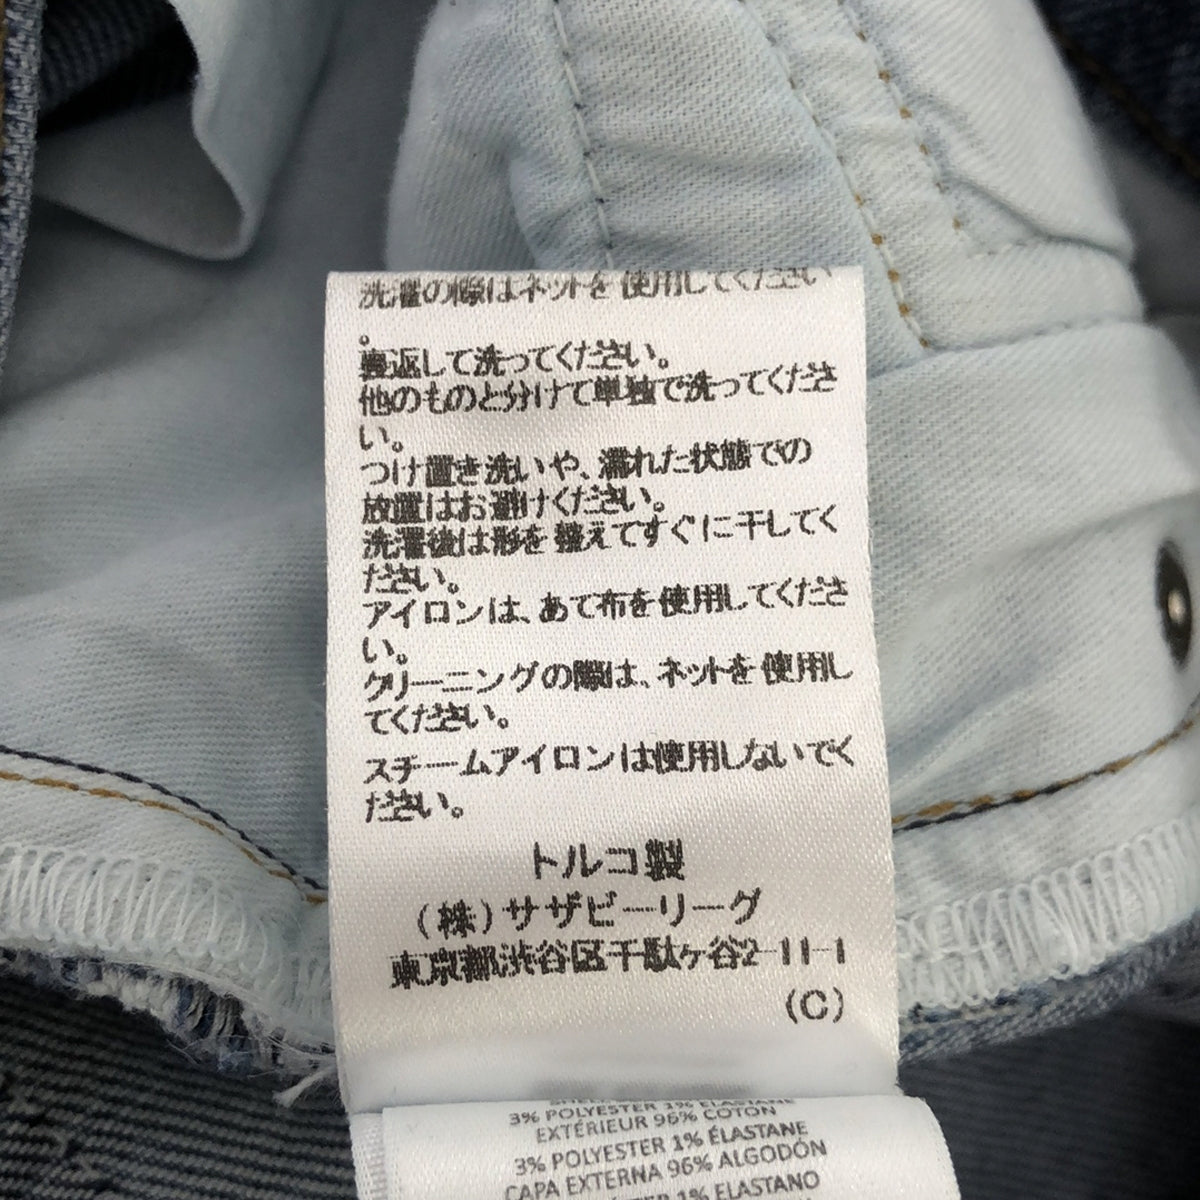 洗濯の際はネットを使用してください
。
裏返して洗ってください。
他のものと分けて単独で洗ってくださ
い。
つけ置き洗いや、濡れた状態での
放置はお避けください。
洗濯後は形を整えてすぐに干してく
ださい。
アイロンは、あて布を使用してくださ
い。
クリーニングの際は、ネットを使用し
てください。
スチームアイロンは使用しないでく
ださい。
トルコ製
(株)サザビーリーグ
東京都渋谷区千駄ヶ谷2-11-1
(C)
3% POLYESTER 1% ELASTANE
EXTÉRIEUR 96% COTON
3% POLYESTER 1% ÉLASTANE
CAPA EXTERNA 96% ALGODÓN
POLYESTER 1% ELASTANO